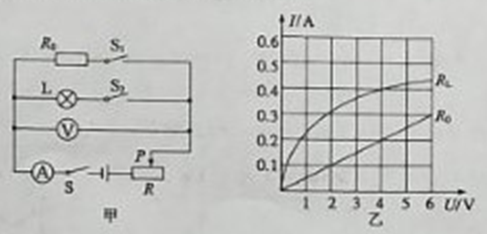 R₀ S₁
L S₂
V
P
A S R
甲
I/A
0.6
0.5
0.4 R_L
0.3 R₀
0.2
0.1
1 2 3 4 5 6 U/V
乙